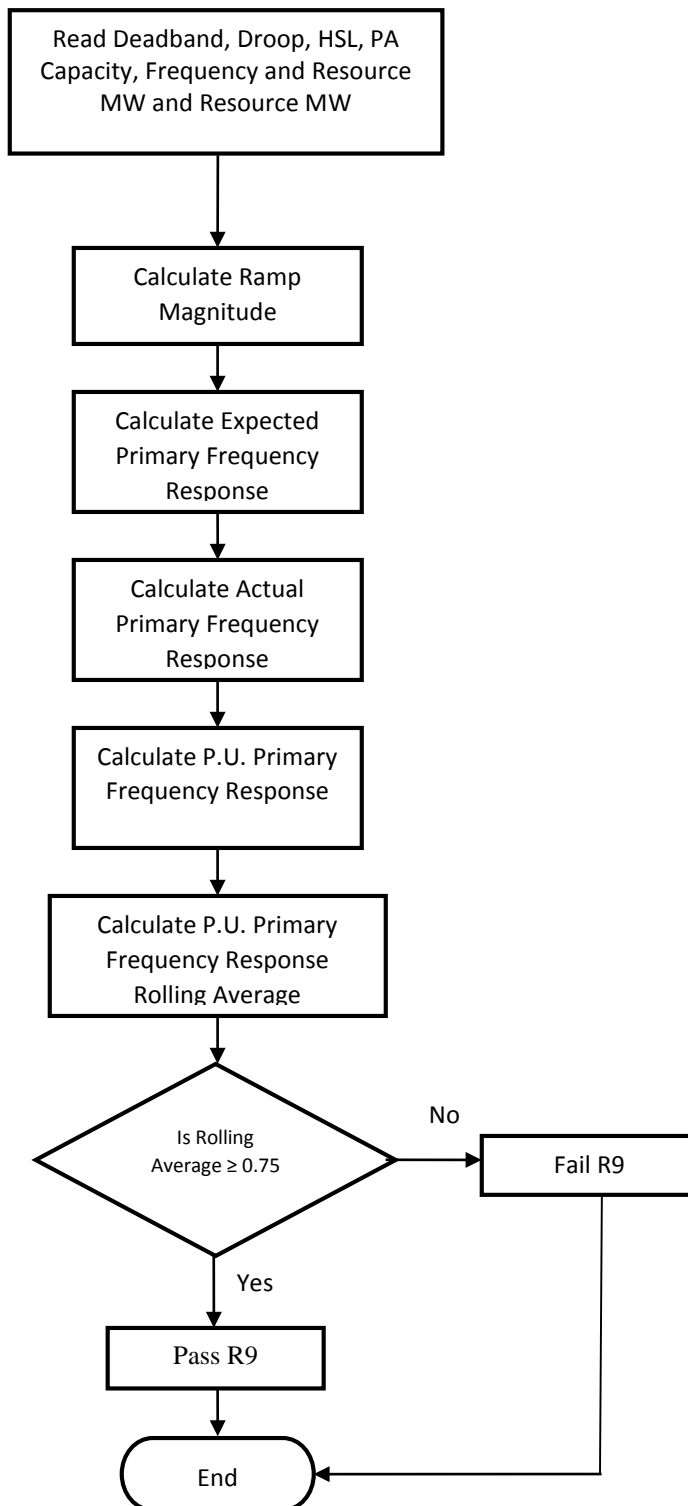 Read Deadband, Droop, HSL, PA
Capacity, Frequency and Resource
MW and Resource MW
Calculate Ramp
Magnitude
Calculate Expected
Primary Frequency
Response
Calculate Actual
Primary Frequency
Response
Calculate P.U. Primary
Frequency Response
Calculate P.U. Primary
Frequency Response
Rolling Average
Is Rolling
Average ≥ 0.75
No
Fail R9
Yes
Pass R9
End